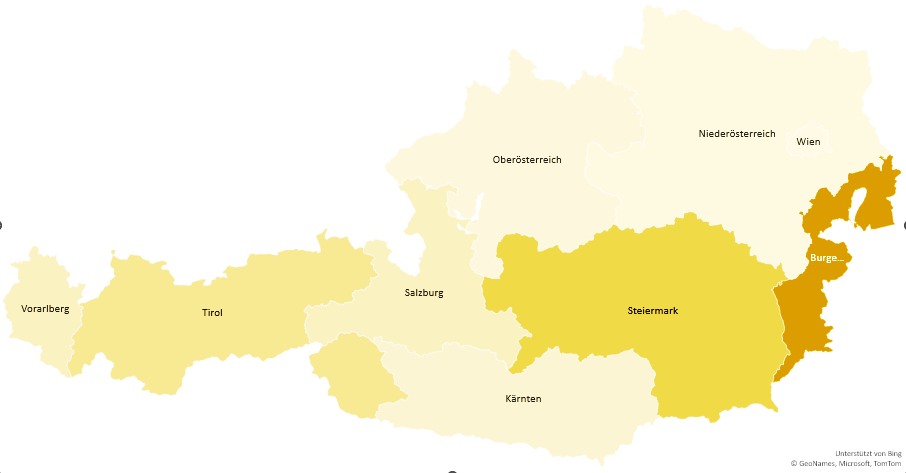 Niederösterreich
Wien
Oberösterreich
Burge...
Salzburg
Vorarlberg
Tirol
Steiermark
Kärnten
Unterstützt von Bing
© GeoNames, Microsoft, TomTom